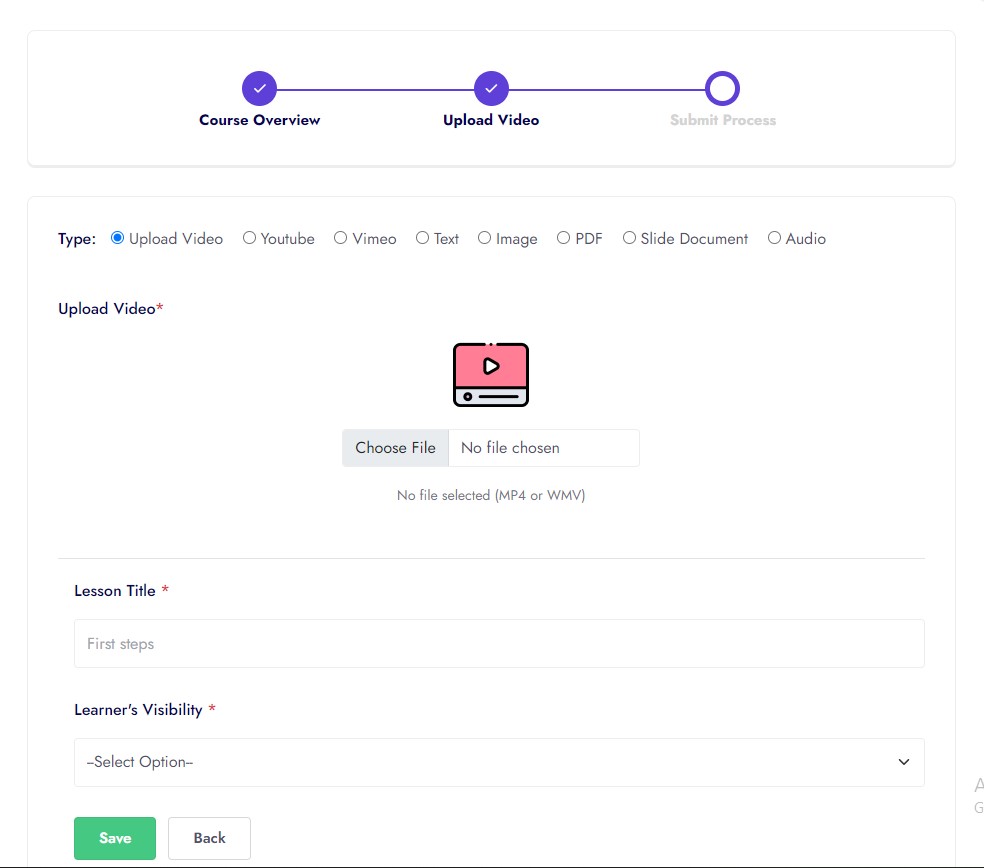 Course Overview
Upload Video
Submit Process
Type: Upload Video Youtube Vimeo Text Image PDF Slide Document Audio
Upload Video*
Choose File No file chosen
No file selected (MP4 or WMV)
Lesson Title *
First steps
Learner's Visibility *
--Select Option--
Save Back